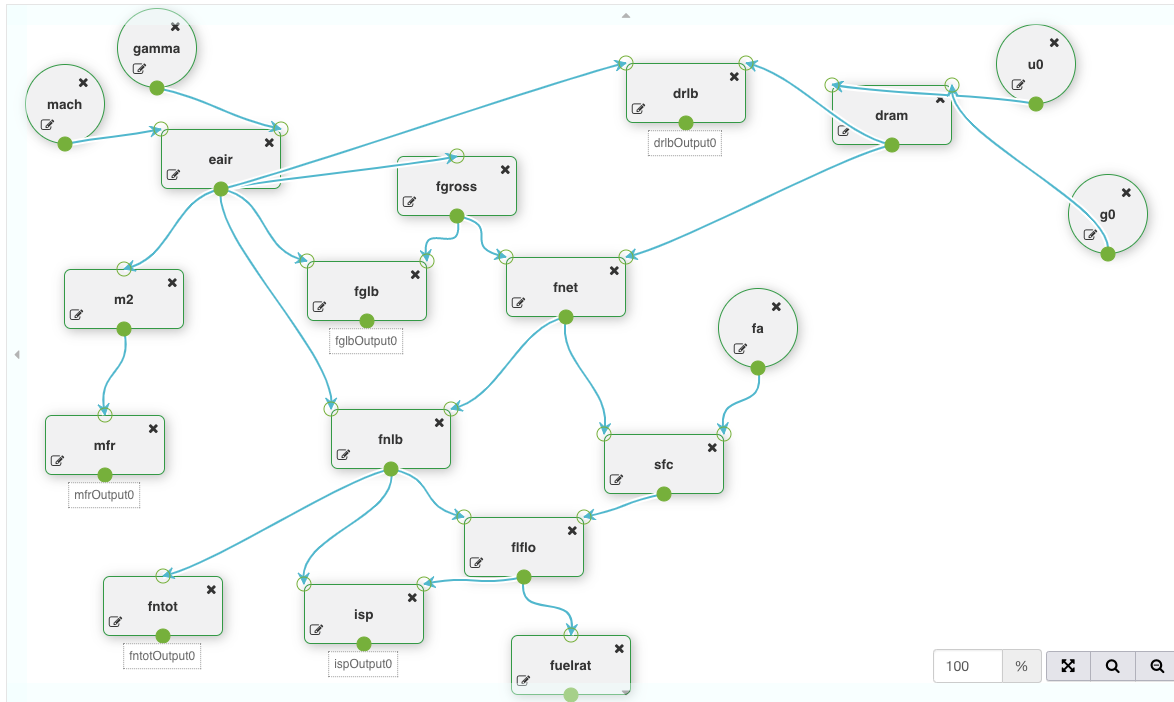 gamma
mach
u0
drlb
dram
drlbOutput0
eair
fgross
g0
m2
fglb
fnet
fglbOutput0
fa
mfr
fnlb
sfc
mfrOutput0
flflo
fntot
isp
fntotOutput0
ispOutput0
fuelrat
100 %